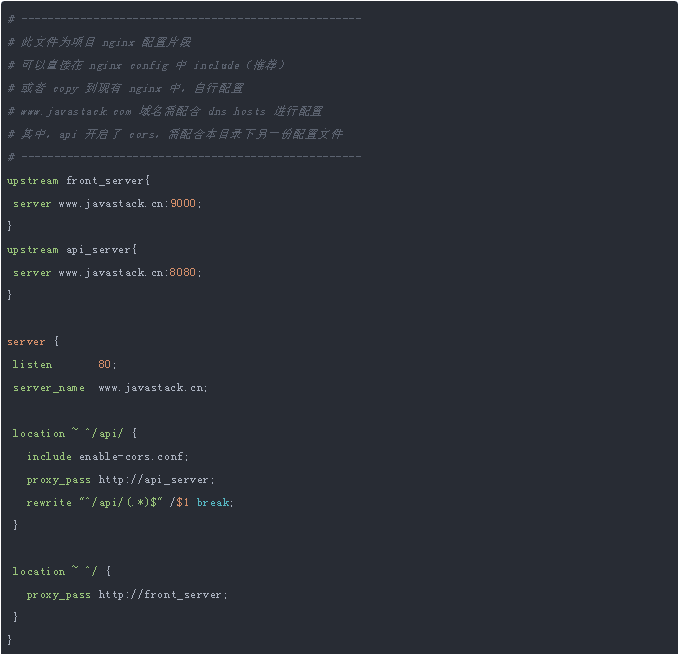 # ----------------------------------------------------
# 此文件为项目 nginx 配置片段
# 可以直接在 nginx config 中 include（推荐）
# 或者 copy 到现有 nginx 中，自行配置
# www.javastack.com 域名需配合 dns hosts 进行配置
# 其中，api 开启了 cors，需配合本目录下另一份配置文件
# ----------------------------------------------------
upstream front_server{
 server www.javastack.cn:9000;
}
upstream api_server{
 server www.javastack.cn:8080;
}
server {
 listen       80;
 server_name  www.javastack.cn;
 location ~ ^/api/ {
   include enable-cors.conf;
   proxy_pass http://api_server;
   rewrite "^/api/(.*)$" /$1 break;
 }
 location ~ ^/ {
   proxy_pass http://front_server;
 }
}